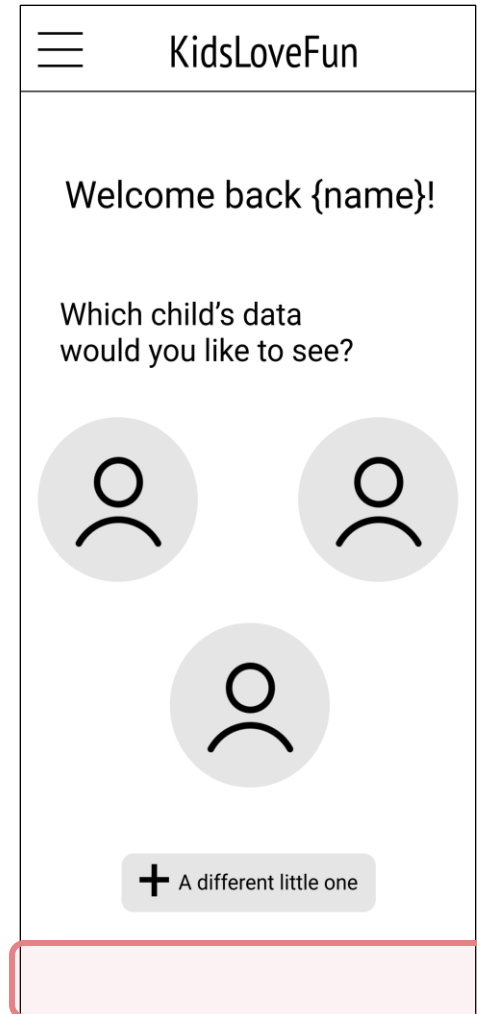 KidsLoveFun
Welcome back {name}!
Which child’s data
would you like to see?
A different little one